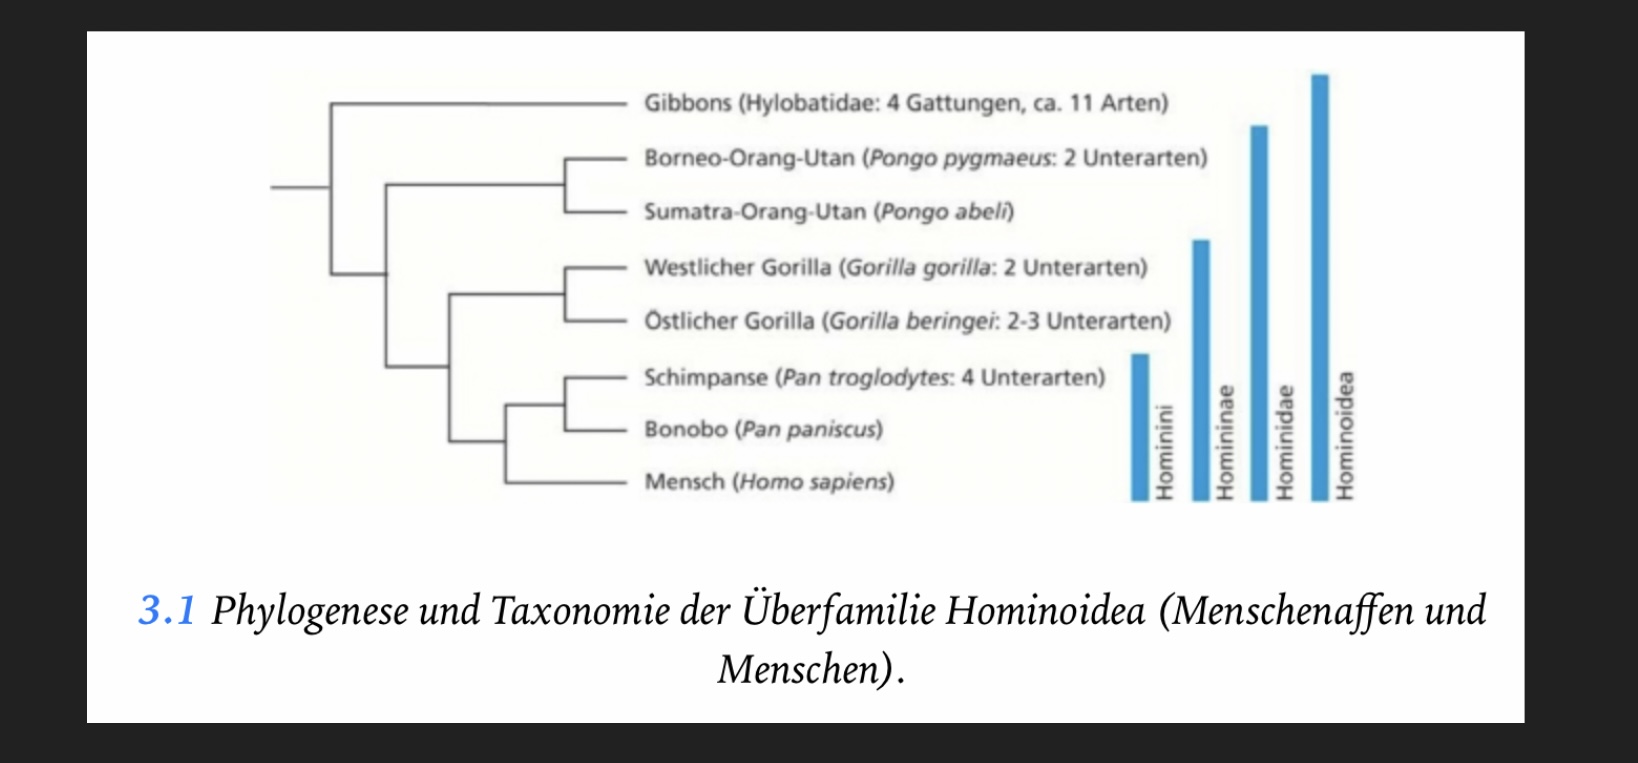 Gibbons (Hylobatidae: 4 Gattungen, ca. 11 Arten)
Borneo-Orang-Utan (Pongo pygmaeus: 2 Unterarten)
Sumatra-Orang-Utan (Pongo abeli)
Westlicher Gorilla (Gorilla gorilla: 2 Unterarten)
Östlicher Gorilla (Gorilla beringei: 2-3 Unterarten)
Schimpanse (Pan troglodytes: 4 Unterarten)
Bonobo (Pan paniscus)
Mensch (Homo sapiens)
Hominini
Homininae
Hominidae
Hominoidea
3.1 Phylogenese und Taxonomie der Überfamilie Hominoidea (Menschenaffen und
Menschen).